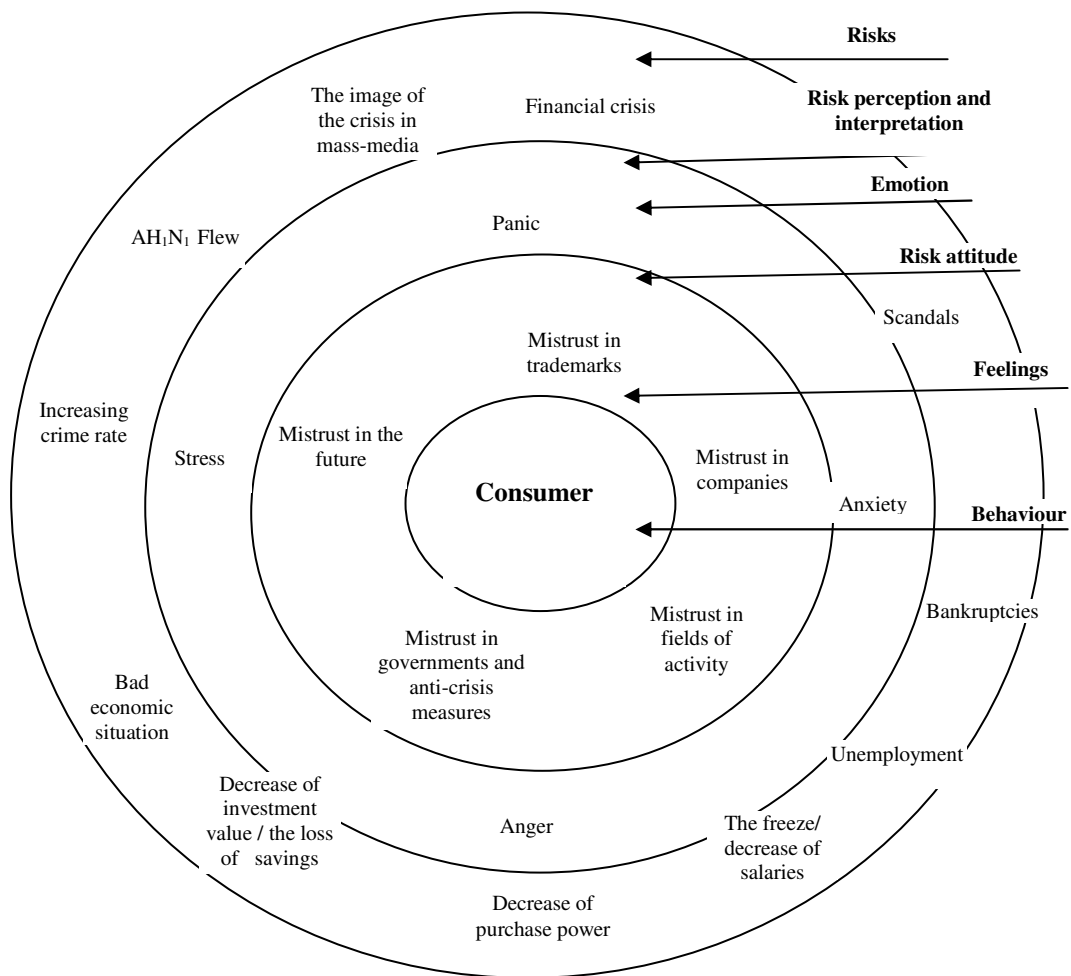 Risks
The image of
the crisis in
mass-media
Financial crisis
Risk perception and
interpretation
Emotion
AH₁N₁ Flew
Panic
Risk attitude
Scandals
Mistrust in
trademarks
Feelings
Increasing
crime rate
Stress
Mistrust in the
future
Consumer
Mistrust in
companies
Anxiety
Behaviour
Bankruptcies
Mistrust in
governments and
anti-crisis
measures
Mistrust in
fields of
activity
Bad
economic
situation
Unemployment
Decrease of
investment
value / the loss
of savings
Anger
The freeze/
decrease of
salaries
Decrease of
purchase power